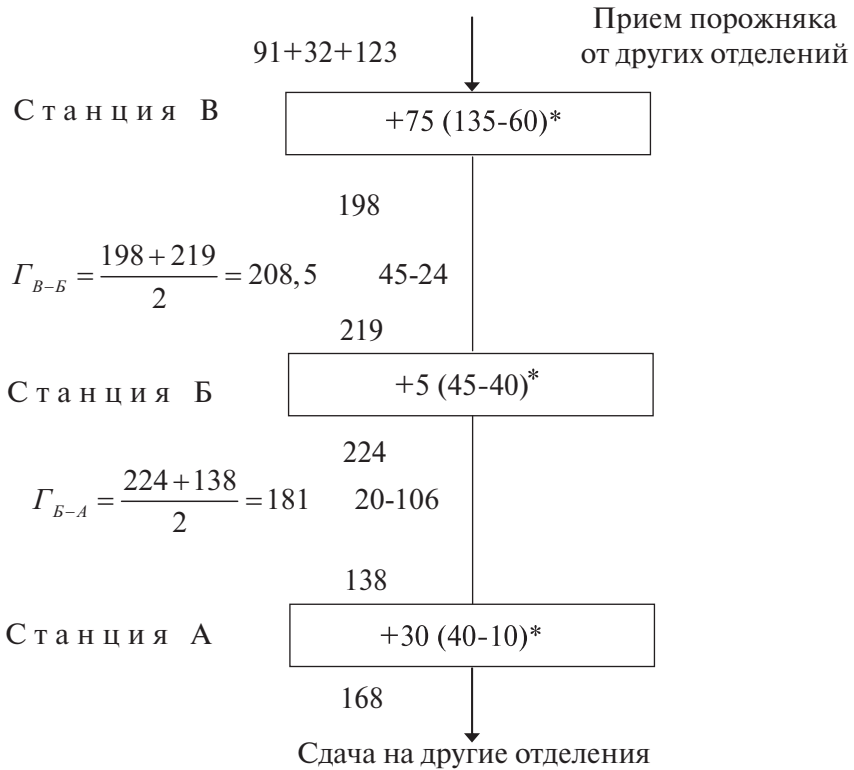 Прием порожняка
от других отделений
91+32+123
Станция В
+75 (135-60)*
198
Г_{В–Б} = \frac{198+219}{2} = 208,5
45-24
219
Станция Б
+5 (45-40)*
224
Г_{Б–А} = \frac{224+138}{2} = 181
20-106
138
Станция А
+30 (40-10)*
168
Сдача на другие отделения